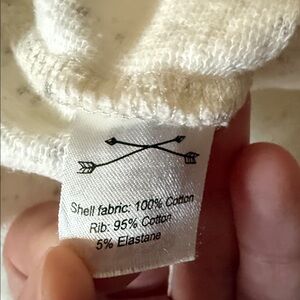 Shell fabric: 100% Cotton
Rib: 95% Cotton
5% Elastane